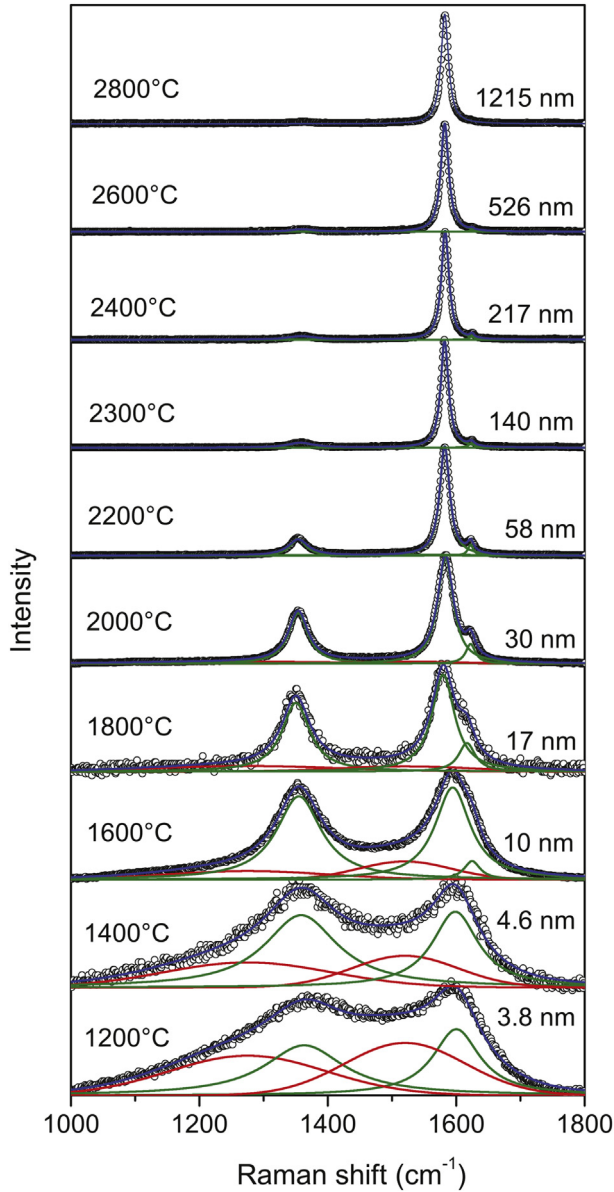 2800°C
1215 nm
2600°C
526 nm
2400°C
217 nm
2300°C
140 nm
2200°C
58 nm
2000°C
30 nm
1800°C
17 nm
1600°C
10 nm
1400°C
4.6 nm
1200°C
3.8 nm
Intensity
1000 1200 1400 1600 1800
Raman shift (cm⁻¹)